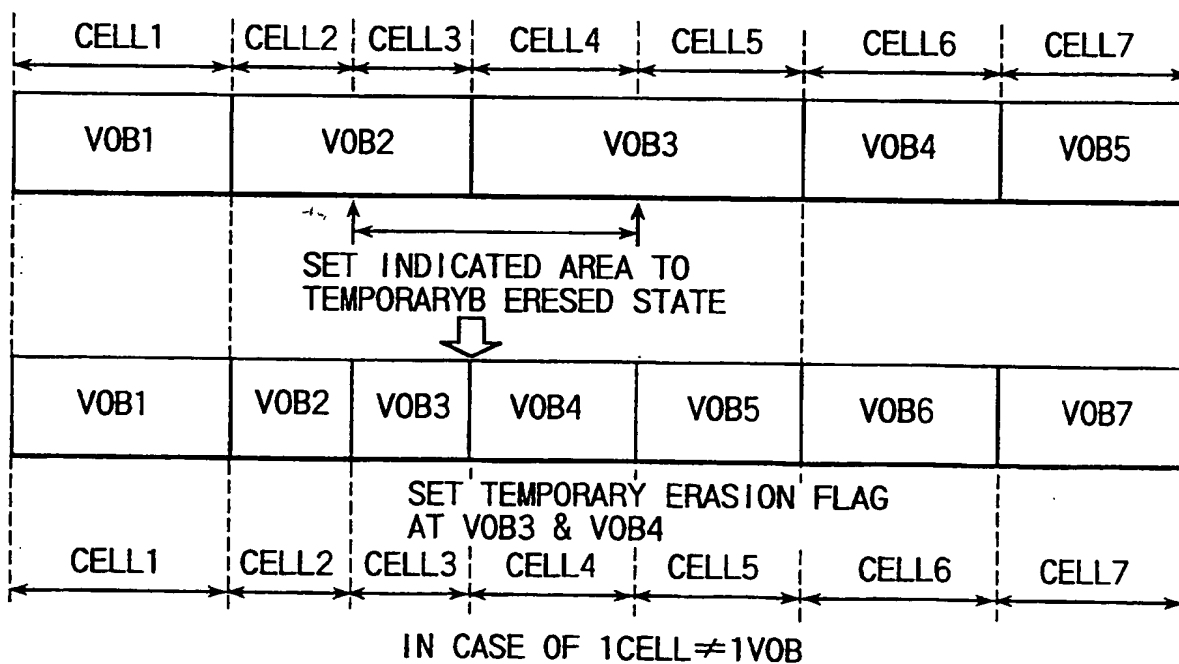 CELL1 CELL2 CELL3 CELL4 CELL5 CELL6 CELL7
VOB1 VOB2 VOB3 VOB4 VOB5
SET INDICATED AREA TO
TEMPORARYB ERESED STATE
VOB1 VOB2 VOB3 VOB4 VOB5 VOB6 VOB7
SET TEMPORARY ERASION FLAG
AT VOB3 & VOB4
CELL1 CELL2 CELL3 CELL4 CELL5 CELL6 CELL7
IN CASE OF 1CELL≠1VOB